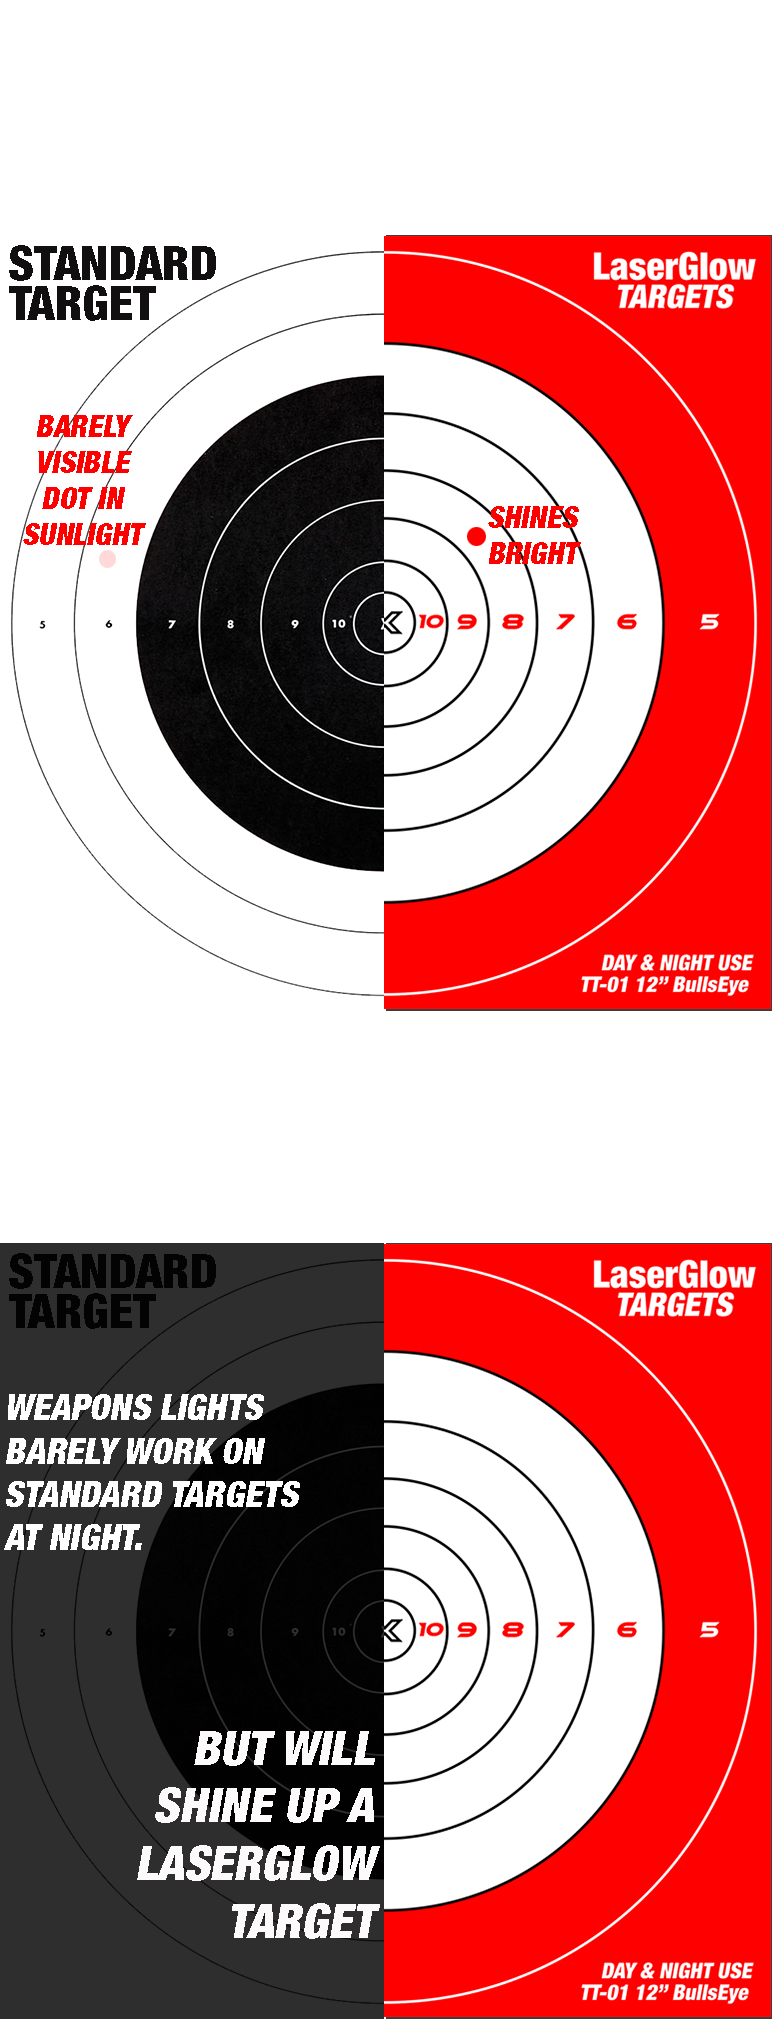 STANDARD
TARGET
LaserGlow
TARGETS
BARELY
VISIBLE
DOT IN
SUNLIGHT
SHINES
BRIGHT
5 6 7 8 9 10 X 10 9 8 7 6 5
DAY & NIGHT USE
TT-01 12” BullsEye
STANDARD
TARGET
LaserGlow
TARGETS
WEAPONS LIGHTS
BARELY WORK ON
STANDARD TARGETS
AT NIGHT.
5 6 7 8 9 10 X 10 9 8 7 6 5
BUT WILL
SHINE UP A
LASERGLOW
TARGET
DAY & NIGHT USE
TT-01 12” BullsEye